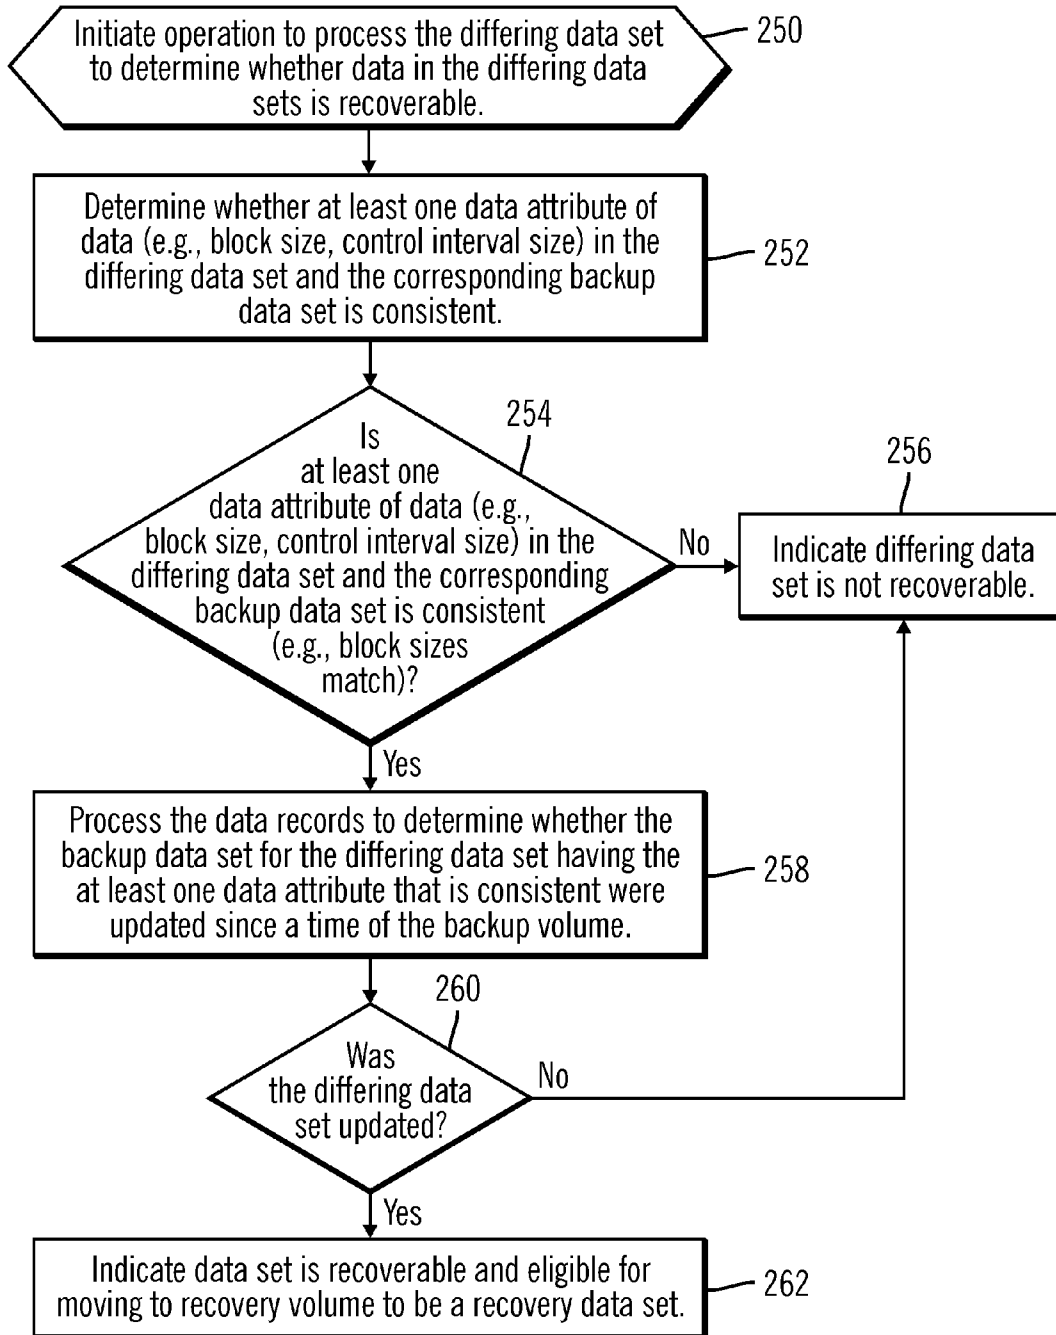 Initiate operation to process the differing data set
to determine whether data in the differing data
sets is recoverable.
250
Determine whether at least one data attribute of
data (e.g., block size, control interval size) in the
differing data set and the corresponding backup
data set is consistent.
252
254
Is
at least one
data attribute of data (e.g.,
block size, control interval size) in the
differing data set and the corresponding
backup data set is consistent
(e.g., block sizes
match)?
No
256
Indicate differing data
set is not recoverable.
Yes
Process the data records to determine whether the
backup data set for the differing data set having the
at least one data attribute that is consistent were
updated since a time of the backup volume.
258
260
Was
the differing data
set updated?
No
Yes
Indicate data set is recoverable and eligible for
moving to recovery volume to be a recovery data set.
262